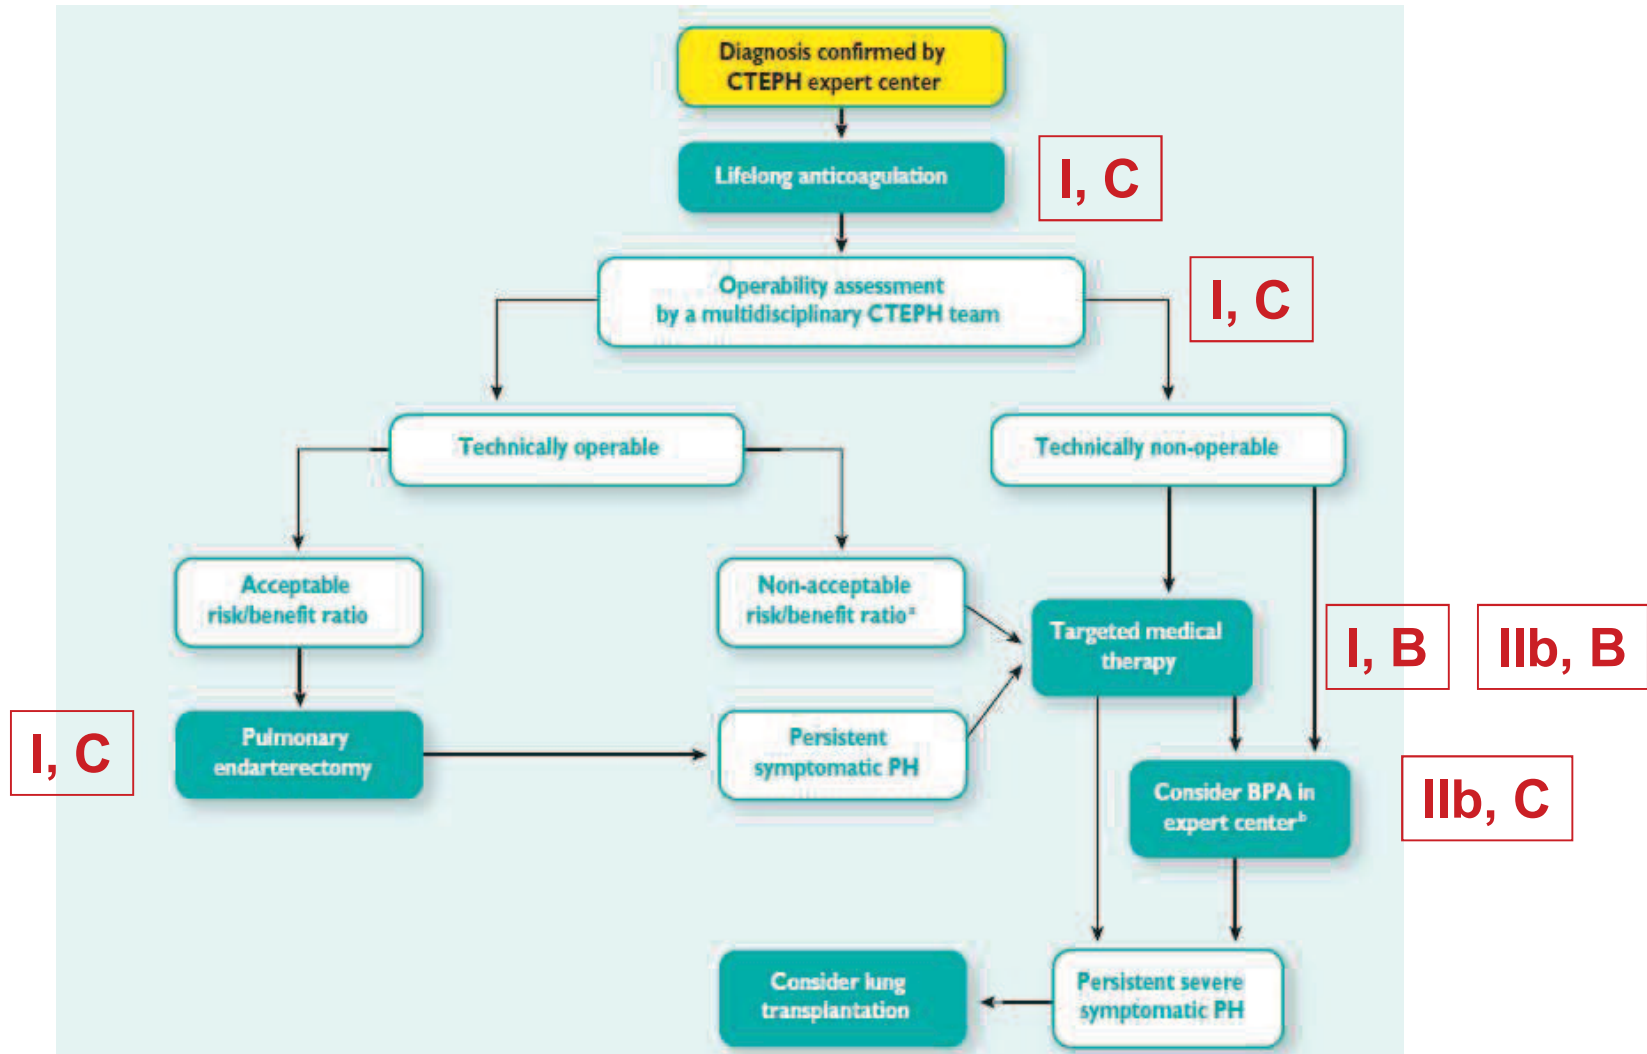 Diagnosis confirmed by
CTEPH expert center
Lifelong anticoagulation
I, C
Operability assessment
by a multidisciplinary CTEPH team
I, C
Technically operable
Technically non-operable
Acceptable
risk/benefit ratio
Non-acceptable
risk/benefit ratioᵃ
Targeted medical
therapy
I, B
IIb, B
I, C
Pulmonary
endarterectomy
Persistent
symptomatic PH
Consider BPA in
expert centerᵇ
IIb, C
Consider lung
transplantation
Persistent severe
symptomatic PH